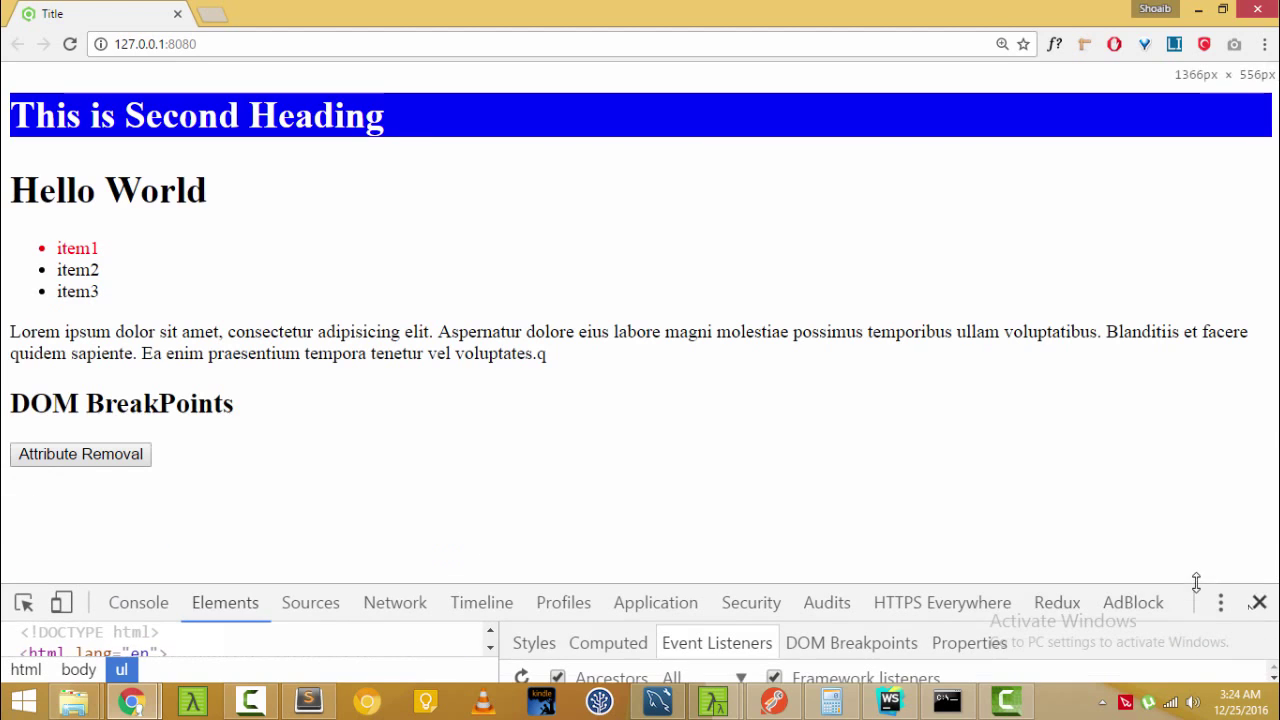 Title
Shoaib
127.0.0.1:8080
f?
LI
1366px × 556px
This is Second Heading
Hello World
item1
item2
item3
Lorem ipsum dolor sit amet, consectetur adipisicing elit. Aspernatur dolore eius labore magni molestiae possimus temporibus ullam voluptatibus. Blanditiis et facere
quidem sapiente. Ea enim praesentium tempora tenetur vel voluptates.q
DOM BreakPoints
Attribute Removal
Console Elements Sources Network Timeline Profiles Application Security Audits HTTPS Everywhere Redux AdBlock
Activate Windows
Go to PC settings to activate Windows.
<!DOCTYPE html>
<html lang="en">
Styles Computed Event Listeners DOM Breakpoints Properties
html body ul
Ancestors All Framework listeners
kindle
WS
3:24 AM
12/25/2016